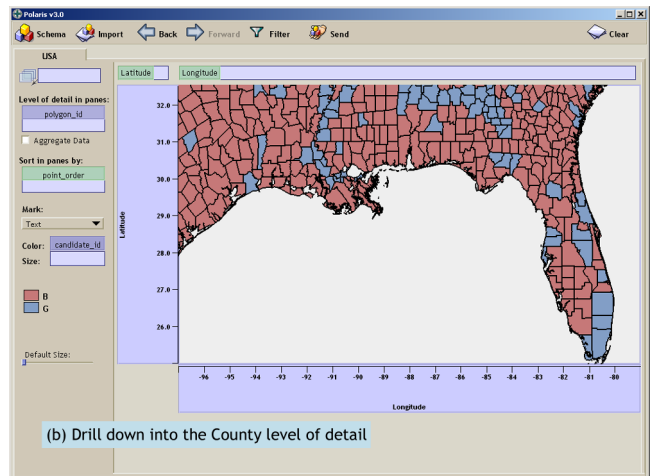 Polaris v3.0
Schema Import Back Forward Filter Send Clear
USA
Latitude Longitude
Level of detail in panes:
polygon_id
Aggregate Data
Sort in panes by:
point_order
Mark:
Text
Color: candidate_id
Size:
B
G
Default Size:
Latitude
32.0
31.0
30.0
29.0
28.0
27.0
26.0
-96 -95 -94 -93 -92 -91 -90 -89 -88 -87 -86 -85 -84 -83 -82 -81 -80
Longitude
(b) Drill down into the County level of detail